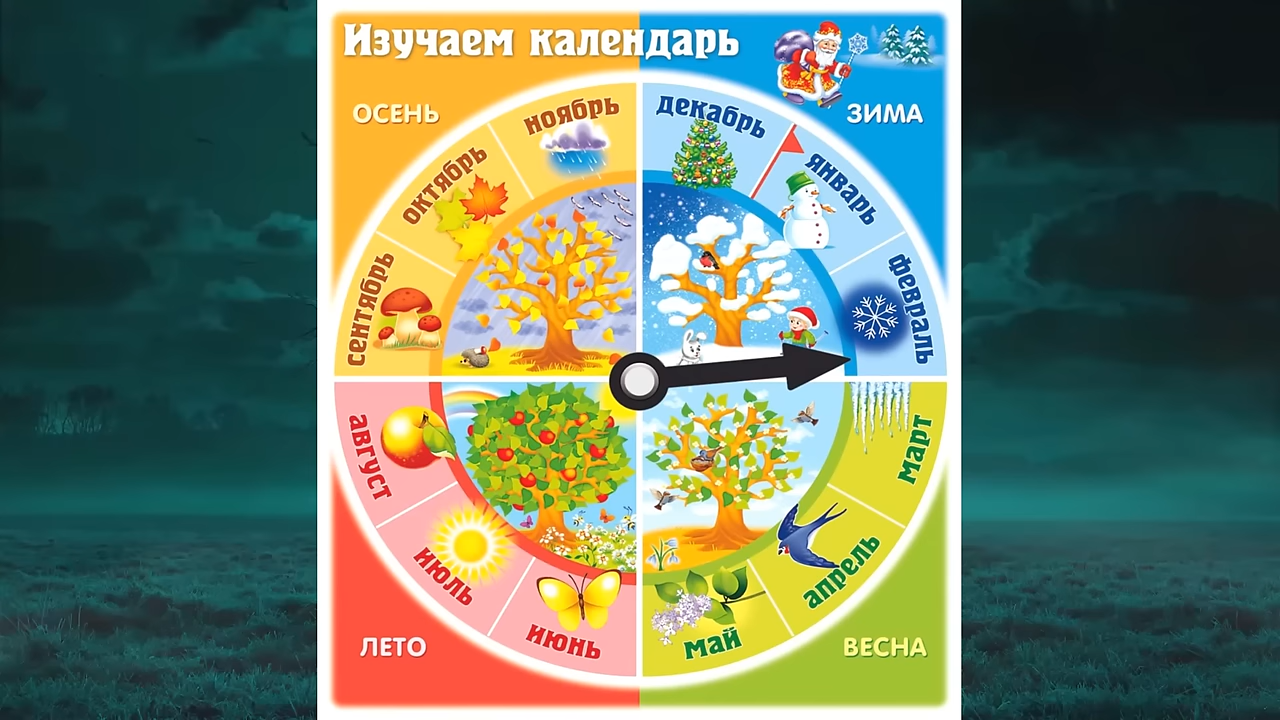 Изучаем календарь
ОСЕНЬ
ЗИМА
ноябрь
декабрь
октябрь
январь
сентябрь
февраль
август
март
июль
апрель
июнь
май
ЛЕТО
ВЕСНА